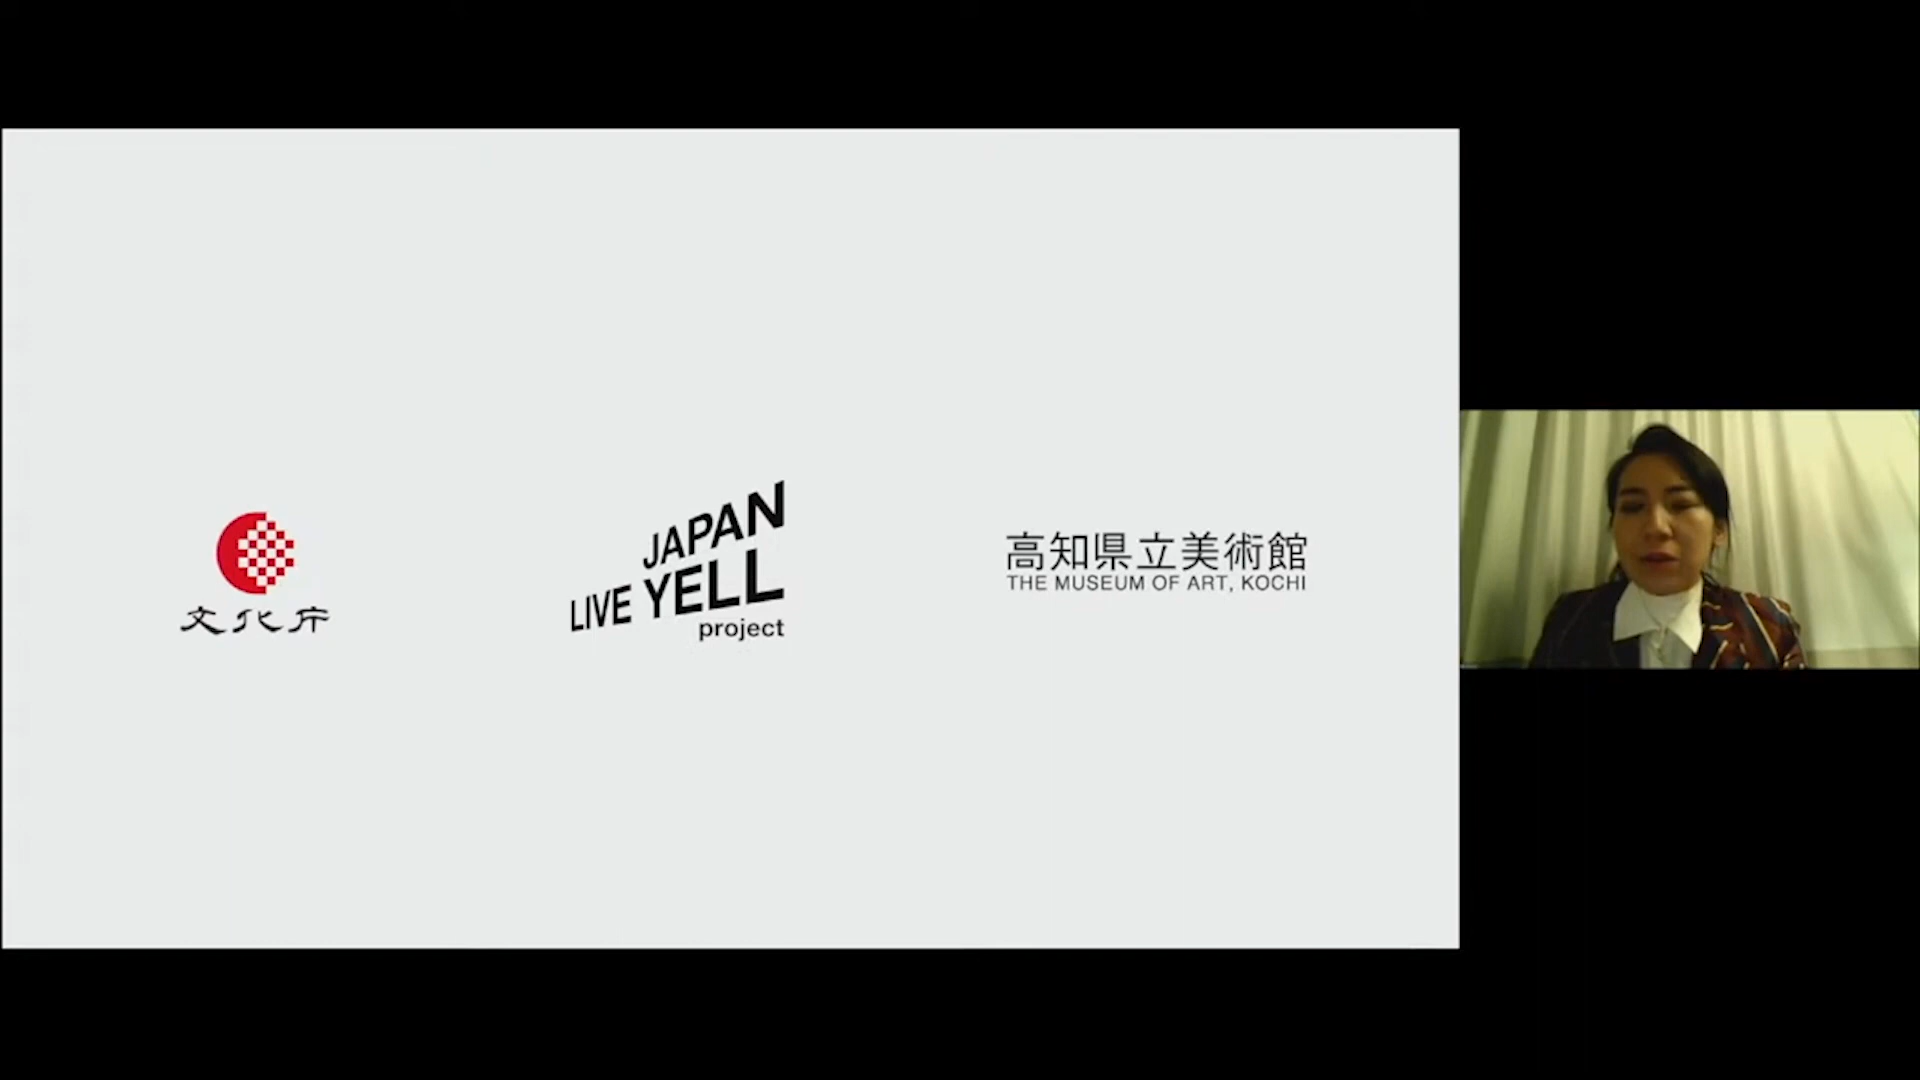 文化庁
JAPAN
LIVE YELL
project
高知県立美術館
THE MUSEUM OF ART, KOCHI